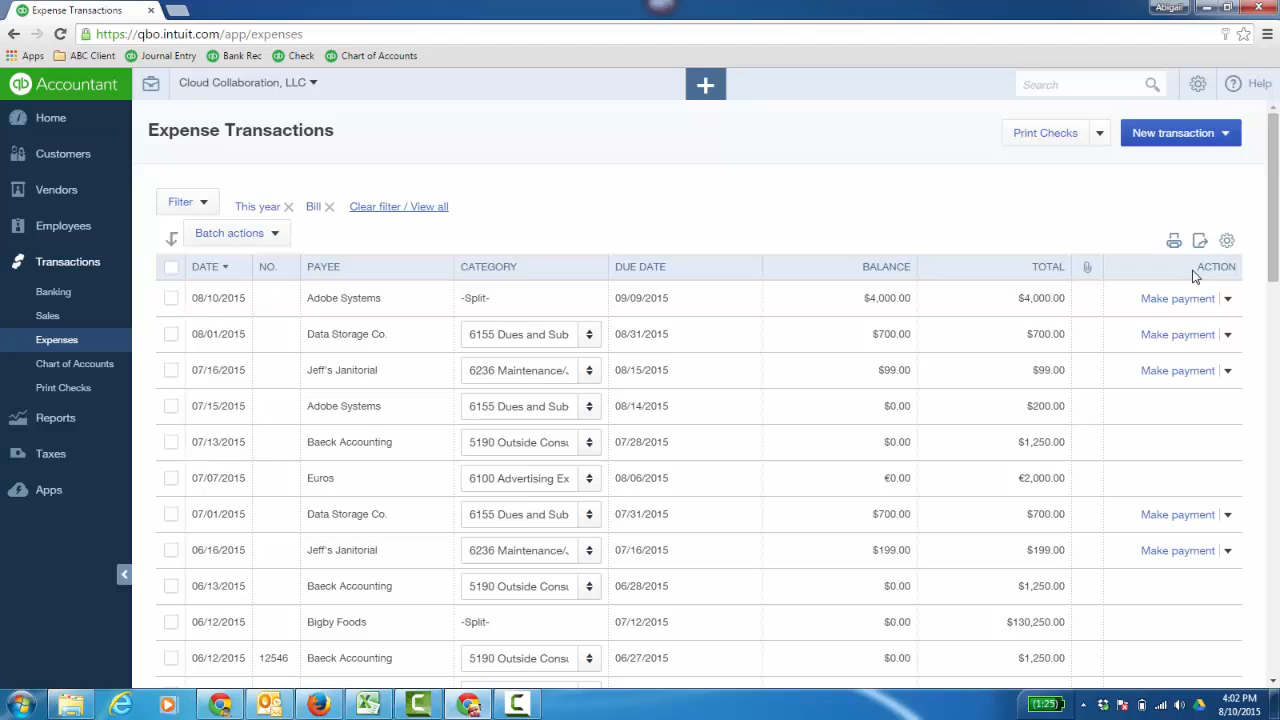 Expense Transactions
Abigail
https://qbo.intuit.com/app/expenses
Apps ABC Client Journal Entry Bank Rec Check Chart of Accounts
qb Accountant Cloud Collaboration, LLC + Search ? Help
Home
Customers
Vendors
Employees
Transactions
Banking
Sales
Expenses
Chart of Accounts
Print Checks
Reports
Taxes
Apps
Expense Transactions Print Checks New transaction
Filter This year Bill Clear filter / View all
Batch actions
DATE NO. PAYEE CATEGORY DUE DATE BALANCE TOTAL ACTION
08/10/2015 Adobe Systems -Split- 09/09/2015 $4,000.00 $4,000.00 Make payment
08/01/2015 Data Storage Co. 6155 Dues and Sub 08/31/2015 $700.00 $700.00 Make payment
07/16/2015 Jeff's Janitorial 6236 Maintenance/ 08/15/2015 $99.00 $99.00 Make payment
07/15/2015 Adobe Systems 6155 Dues and Sub 08/14/2015 $0.00 $200.00
07/13/2015 Baeck Accounting 5190 Outside Consu 07/28/2015 $0.00 $1,250.00
07/07/2015 Euros 6100 Advertising Ex 08/06/2015 €0.00 €2,000.00
07/01/2015 Data Storage Co. 6155 Dues and Sub 07/31/2015 $700.00 $700.00 Make payment
06/16/2015 Jeff's Janitorial 6236 Maintenance/ 07/16/2015 $199.00 $199.00 Make payment
06/13/2015 Baeck Accounting 5190 Outside Consu 06/28/2015 $0.00 $1,250.00
06/12/2015 Bigby Foods -Split- 07/12/2015 $0.00 $130,250.00
06/12/2015 12546 Baeck Accounting 5190 Outside Consu 06/27/2015 $0.00 $1,250.00
(1:25) 4:02 PM
8/10/2015